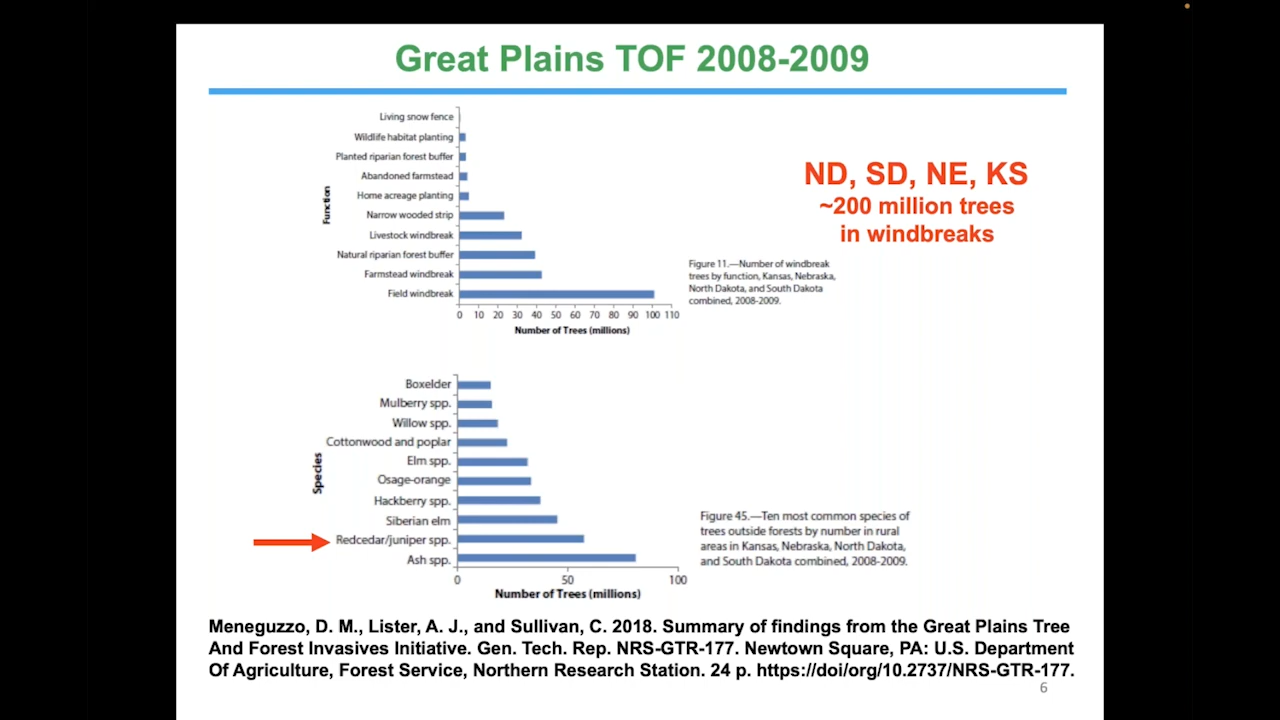 Great Plains TOF 2008-2009
Function
Living snow fence
Wildlife habitat planting
Planted riparian forest buffer
Abandoned farmstead
Home acreage planting
Narrow wooded strip
Livestock windbreak
Natural riparian forest buffer
Farmstead windbreak
Field windbreak
0 10 20 30 40 50 60 70 80 90 100 110
Number of Trees (millions)
ND, SD, NE, KS
~200 million trees
in windbreaks
Figure 11.—Number of windbreak
trees by function, Kansas, Nebraska,
North Dakota, and South Dakota
combined, 2008-2009.
Species
Boxelder
Mulberry spp.
Willow spp.
Cottonwood and poplar
Elm spp.
Osage-orange
Hackberry spp.
Siberian elm
Redcedar/juniper spp.
Ash spp.
0 50 100
Number of Trees (millions)
Figure 45.—Ten most common species of
trees outside forests by number in rural
areas in Kansas, Nebraska, North Dakota,
and South Dakota combined, 2008-2009.
Meneguzzo, D. M., Lister, A. J., and Sullivan, C. 2018. Summary of findings from the Great Plains Tree
And Forest Invasives Initiative. Gen. Tech. Rep. NRS-GTR-177. Newtown Square, PA: U.S. Department
Of Agriculture, Forest Service, Northern Research Station. 24 p. https://doi/org/10.2737/NRS-GTR-177.
6